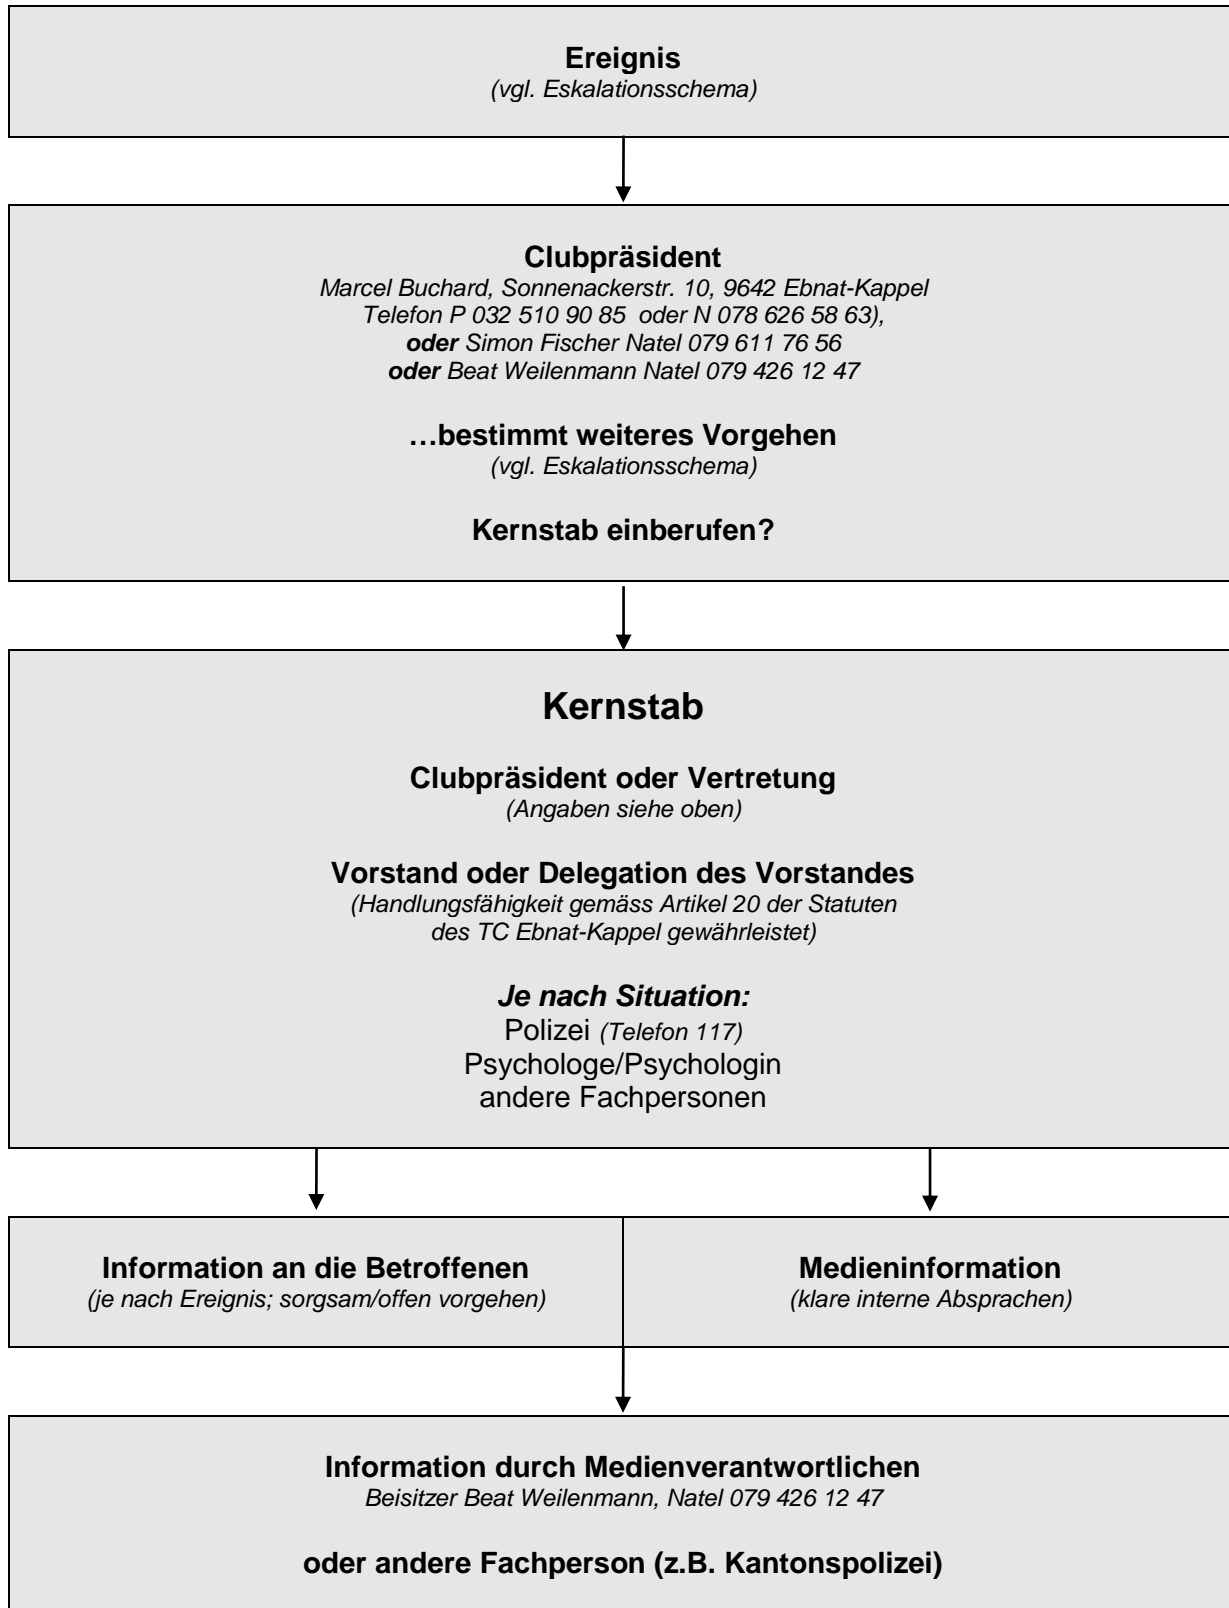 Ereignis
(vgl. Eskalationsschema)
Clubpräsident
Marcel Buchard, Sonnenackerstr. 10, 9642 Ebnat-Kappel
Telefon P 032 510 90 85  oder N 078 626 58 63),
oder Simon Fischer Natel 079 611 76 56
oder Beat Weilenmann Natel 079 426 12 47
…bestimmt weiteres Vorgehen
(vgl. Eskalationsschema)
Kernstab einberufen?
Kernstab
Clubpräsident oder Vertretung
(Angaben siehe oben)
Vorstand oder Delegation des Vorstandes
(Handlungsfähigkeit gemäss Artikel 20 der Statuten
des TC Ebnat-Kappel gewährleistet)
Je nach Situation:
Polizei (Telefon 117)
Psychologe/Psychologin
andere Fachpersonen
Information an die Betroffenen
(je nach Ereignis; sorgsam/offen vorgehen)
Medieninformation
(klare interne Absprachen)
Information durch Medienverantwortlichen
Beisitzer Beat Weilenmann, Natel 079 426 12 47
oder andere Fachperson (z.B. Kantonspolizei)